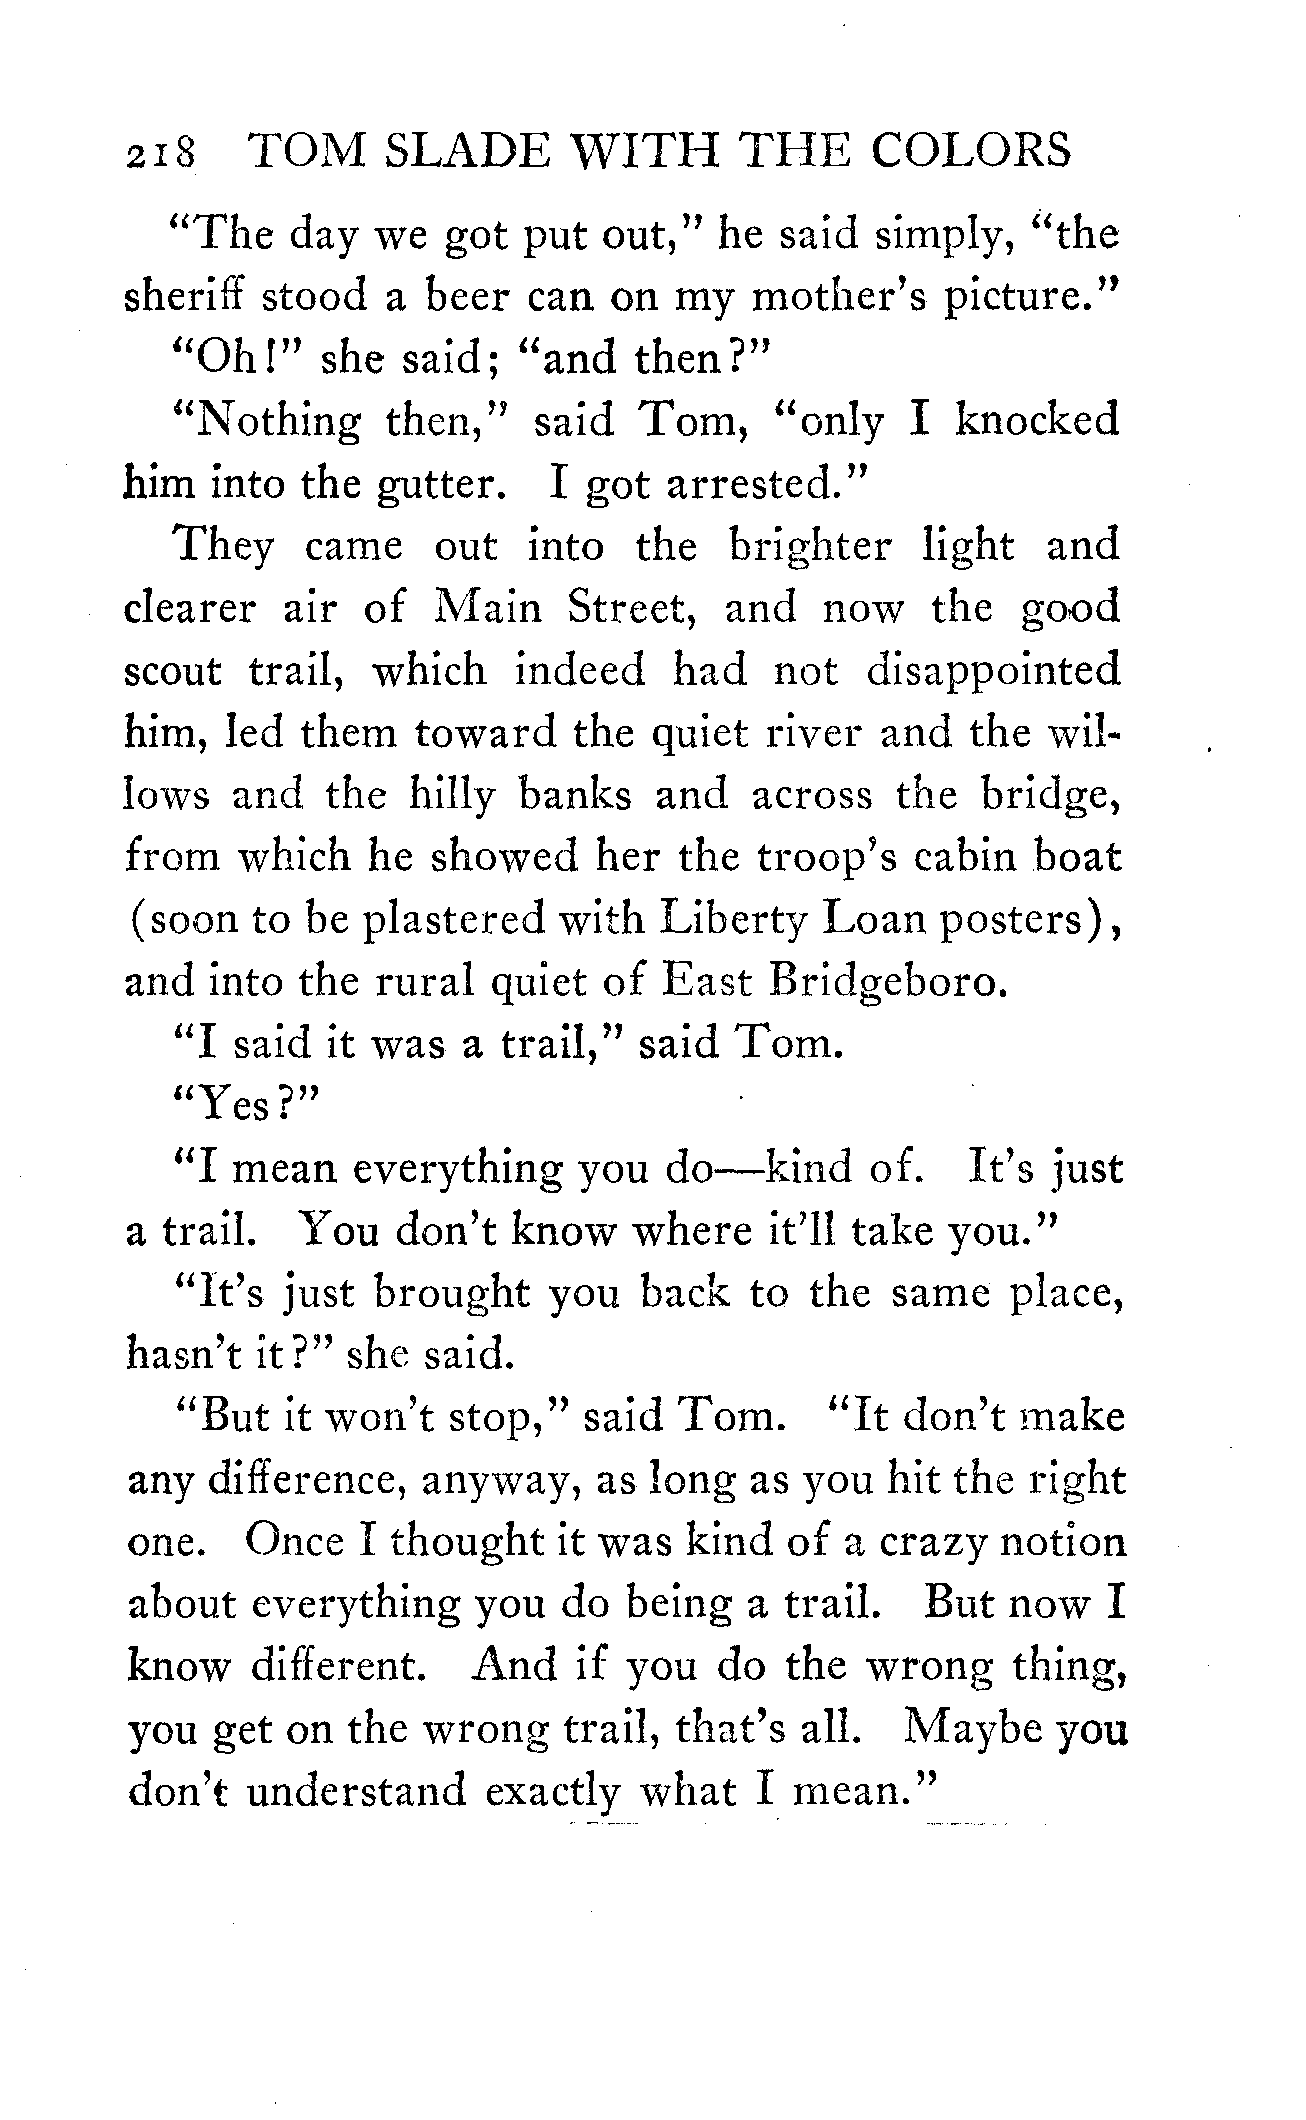 218 TOM SLADE WITH THE COLORS
"The day we got put out," he said simply, "the
sheriff stood a beer can on my mother's picture."
"Oh!" she said; "and then?"
"Nothing then," said Tom, "only I knocked
him into the gutter. I got arrested."
They came out into the brighter light and
clearer air of Main Street, and now the good
scout trail, which indeed had not disappointed
him, led them toward the quiet river and the wil-
lows and the hilly banks and across the bridge,
from which he showed her the troop's cabin boat
(soon to be plastered with Liberty Loan posters),
and into the rural quiet of East Bridgeboro.
"I said it was a trail," said Tom.
"Yes?"
"I mean everything you do—kind of. It's just
a trail. You don't know where it'll take you."
"It's just brought you back to the same place,
hasn't it?" she said.
"But it won't stop," said Tom. "It don't make
any difference, anyway, as long as you hit the right
one. Once I thought it was kind of a crazy notion
about everything you do being a trail. But now I
know different. And if you do the wrong thing,
you get on the wrong trail, that's all. Maybe you
don't understand exactly what I mean."